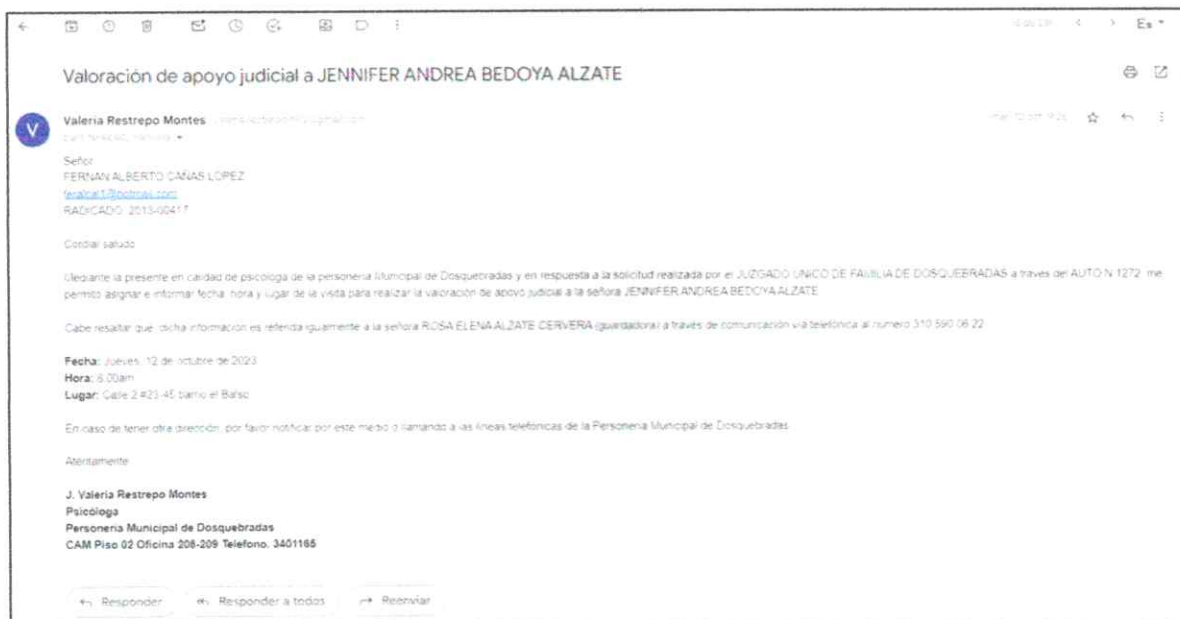 Es
Valoración de apoyo judicial a JENNIFER ANDREA BEDOYA ALZATE
V
Valeria Restrepo Montes
Señor
FERNAN ALBERTO CAÑAS LOPEZ
RADICADO: 2013-00417
Cordial saludo
Mediante la presente en calidad de psicóloga de la personería Municipal de Dosquebradas y en respuesta a la solicitud realizada por el JUZGADO UNICO DE FAMILIA DE DOSQUEBRADAS a través del AUTO N 1272, me
permito asignar e informar fecha, hora y lugar de la visita para realizar la valoración de apoyo judicial a la señora JENNIFER ANDREA BEDOYA ALZATE
Cabe resaltar que, dicha información es referida igualmente a la señora ROSA ELENA ALZATE CERVERA (guardadora) a través de comunicación vía telefónica al número 310 590 06 22
Fecha: Jueves, 12 de octubre de 2023
Hora: 8:00am
Lugar: Calle 2 #23-45 barrio el Balso
En caso de tener otra dirección, por favor notificar por este medio o llamando a las líneas telefónicas de la Personería Municipal de Dosquebradas
Atentamente
J. Valeria Restrepo Montes
Psicóloga
Personería Municipal de Dosquebradas
CAM Piso 02 Oficina 208-209 Telefono. 3401165
Responder Responder a todos Reenviar